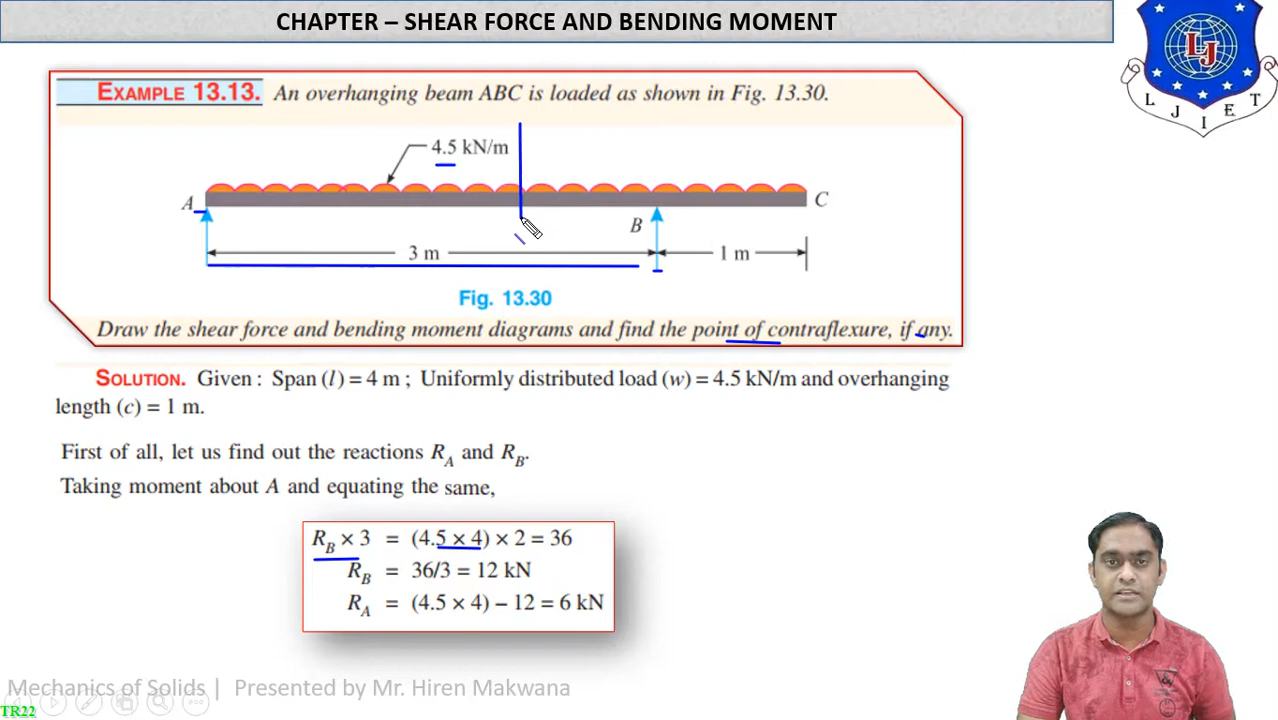 CHAPTER – SHEAR FORCE AND BENDING MOMENT
L J I E T
EXAMPLE 13.13. An overhanging beam ABC is loaded as shown in Fig. 13.30.
4.5 kN/m
A
B
C
3 m
1 m
Fig. 13.30
Draw the shear force and bending moment diagrams and find the point of contraflexure, if any.
SOLUTION. Given : Span (l) = 4 m ; Uniformly distributed load (w) = 4.5 kN/m and overhanging
length (c) = 1 m.
First of all, let us find out the reactions R_A and R_B.
Taking moment about A and equating the same,
R_B × 3 = (4.5 × 4) × 2 = 36
R_B = 36/3 = 12 kN
R_A = (4.5 × 4) – 12 = 6 kN
Mechanics of Solids | Presented by Mr. Hiren Makwana
TR22